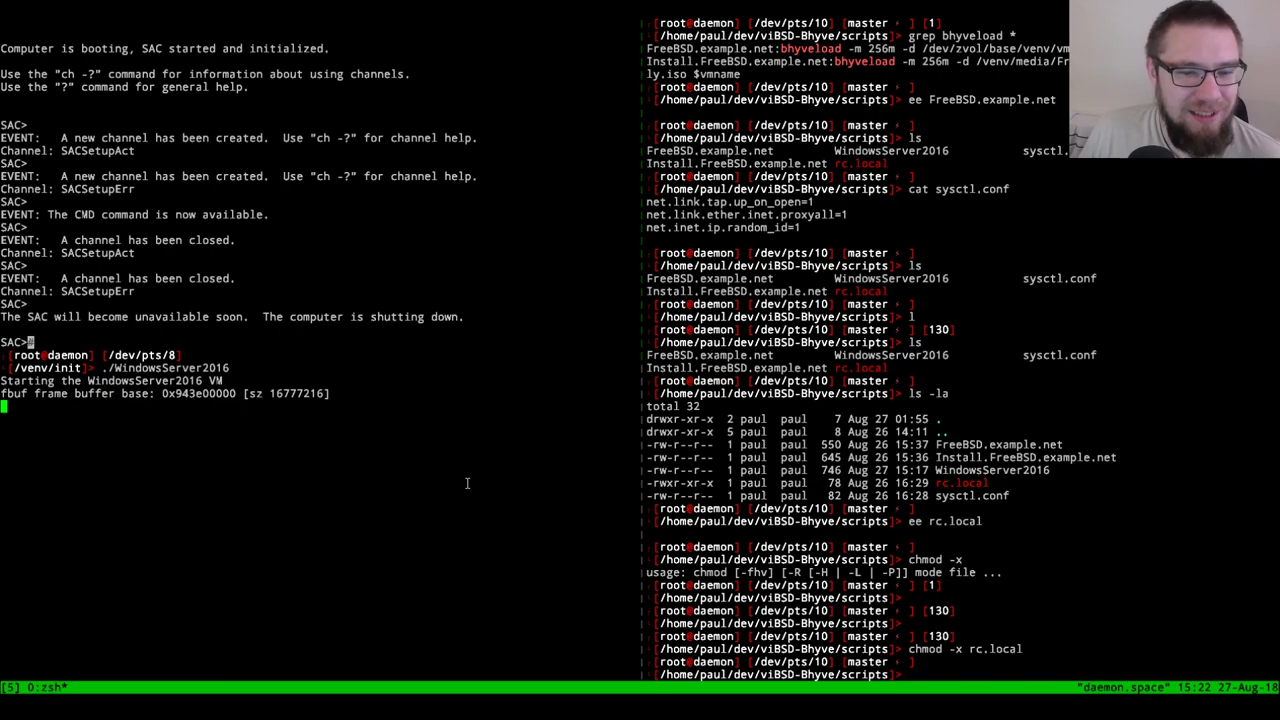 Computer is booting, SAC started and initialized.
Use the "ch -?" command for information about using channels.
Use the "?" command for general help.
SAC>
EVENT:   A new channel has been created.  Use "ch -?" for channel help.
Channel: SACSetupAct
SAC>
EVENT:   A new channel has been created.  Use "ch -?" for channel help.
Channel: SACSetupErr
SAC>
EVENT: The CMD command is now available.
SAC>
EVENT:   A channel has been closed.
Channel: SACSetupAct
SAC>
EVENT:   A channel has been closed.
Channel: SACSetupErr
SAC>
The SAC will become unavailable soon.  The computer is shutting down.
SAC>#
[root@daemon] [/dev/pts/8]
[/venv/init]> ./WindowsServer2016
Starting the WindowsServer2016 VM
fbuf frame buffer base: 0x943e00000 [sz 16777216]
[root@daemon] [/dev/pts/10] [master ⚡ ] [1]
[/home/paul/dev/viBSD-Bhyve/scripts]> grep bhyveload *
FreeBSD.example.net:bhyveload -m 256m -d /dev/zvol/base/venv/vm
Install.FreeBSD.example.net:bhyveload -m 256m -d /venv/media/Fr
ly.iso $vmname
[root@daemon] [/dev/pts/10] [master ⚡ ]
[/home/paul/dev/viBSD-Bhyve/scripts]> ee FreeBSD.example.net
[root@daemon] [/dev/pts/10] [master ⚡ ]
[/home/paul/dev/viBSD-Bhyve/scripts]> ls
FreeBSD.example.net         WindowsServer2016           sysctl.
Install.FreeBSD.example.net rc.local
[root@daemon] [/dev/pts/10] [master ⚡ ]
[/home/paul/dev/viBSD-Bhyve/scripts]> cat sysctl.conf
net.link.tap.up_on_open=1
net.link.ether.inet.proxyall=1
net.inet.ip.random_id=1
[root@daemon] [/dev/pts/10] [master ⚡ ]
[/home/paul/dev/viBSD-Bhyve/scripts]> ls
FreeBSD.example.net         WindowsServer2016           sysctl.conf
Install.FreeBSD.example.net rc.local
[root@daemon] [/dev/pts/10] [master ⚡ ]
[/home/paul/dev/viBSD-Bhyve/scripts]> l
[root@daemon] [/dev/pts/10] [master ⚡ ] [130]
[/home/paul/dev/viBSD-Bhyve/scripts]> ls
FreeBSD.example.net         WindowsServer2016           sysctl.conf
Install.FreeBSD.example.net rc.local
[root@daemon] [/dev/pts/10] [master ⚡ ]
[/home/paul/dev/viBSD-Bhyve/scripts]> ls -la
total 32
drwxr-xr-x  2 paul  paul    7 Aug 27 01:55 .
drwxr-xr-x  5 paul  paul    8 Aug 26 14:11 ..
-rw-r--r--  1 paul  paul  550 Aug 26 15:37 FreeBSD.example.net
-rw-r--r--  1 paul  paul  645 Aug 26 15:36 Install.FreeBSD.example.net
-rw-r--r--  1 paul  paul  746 Aug 27 15:17 WindowsServer2016
-rwxr-xr-x  1 paul  paul   78 Aug 26 16:29 rc.local
-rw-r--r--  1 paul  paul   82 Aug 26 16:28 sysctl.conf
[root@daemon] [/dev/pts/10] [master ⚡ ]
[/home/paul/dev/viBSD-Bhyve/scripts]> ee rc.local
[root@daemon] [/dev/pts/10] [master ⚡ ]
[/home/paul/dev/viBSD-Bhyve/scripts]> chmod -x
usage: chmod [-fhv] [-R [-H | -L | -P]] mode file ...
[root@daemon] [/dev/pts/10] [master ⚡ ] [1]
[/home/paul/dev/viBSD-Bhyve/scripts]>
[root@daemon] [/dev/pts/10] [master ⚡ ] [130]
[/home/paul/dev/viBSD-Bhyve/scripts]>
[root@daemon] [/dev/pts/10] [master ⚡ ] [130]
[/home/paul/dev/viBSD-Bhyve/scripts]> chmod -x rc.local
[root@daemon] [/dev/pts/10] [master ⚡ ]
[/home/paul/dev/viBSD-Bhyve/scripts]>
[5] 0:zsh*
"daemon.space" 15:22 27-Aug-18